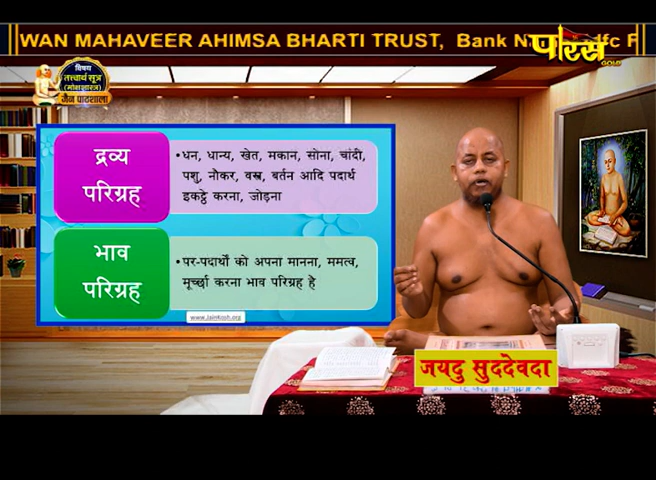 WAN MAHAVEER AHIMSA BHARTI TRUST, Bank N
पारस
GOLD
विषय
तत्त्वार्थ सूत्र
(मोक्षशास्त्र)
जैन पाठशाला
द्रव्य
परिग्रह
•धन, धान्य, खेत, मकान, सोना, चांदी,
पशु, नौकर, वस्त्र, बर्तन आदि पदार्थ
इकट्ठे करना, जोड़ना
भाव
परिग्रह
•पर-पदार्थों को अपना मानना, ममत्व,
मूर्च्छा करना भाव परिग्रह है
www.JainKosh.org
जयदु सुददेवदा